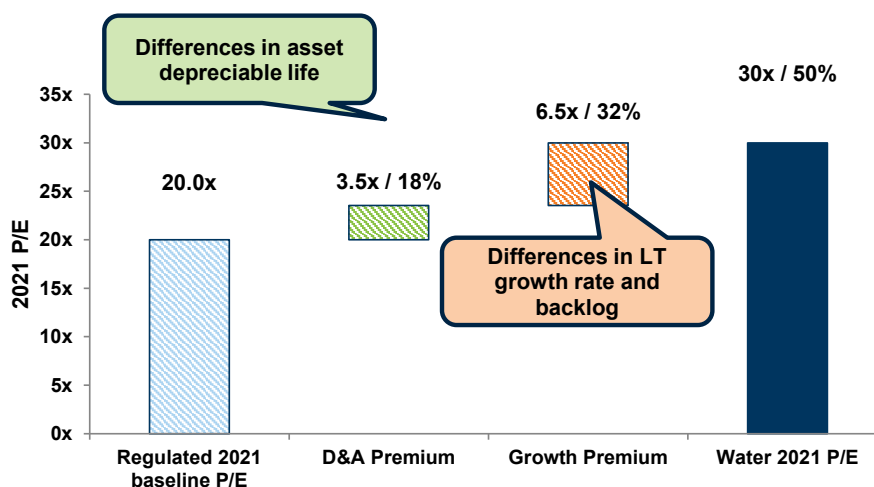 Differences in asset
depreciable life
30x / 50%
35x
6.5x / 32%
30x
20.0x
3.5x / 18%
25x
20x
Differences in LT
growth rate and
backlog
15x
10x
5x
0x
2021 P/E
Regulated 2021
baseline P/E
D&A Premium
Growth Premium
Water 2021 P/E